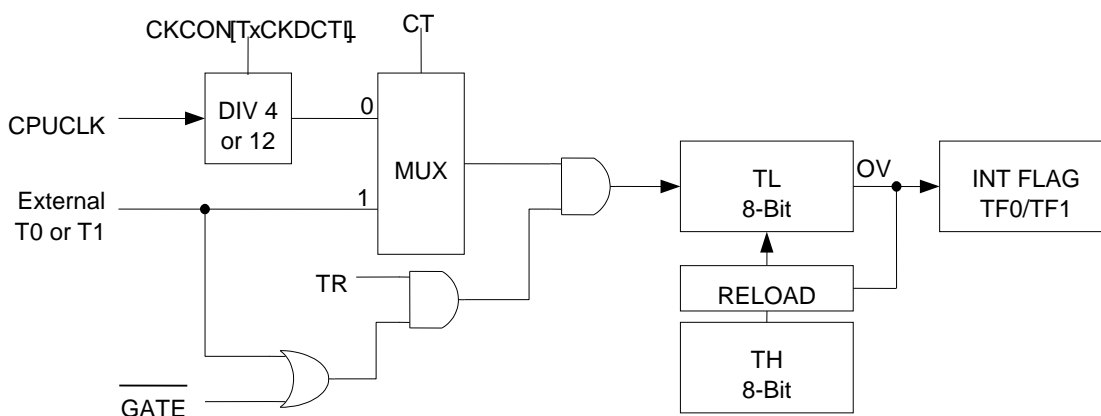 CKCON[TxCKDCTL]
CT
CPUCLK
DIV 4
or 12
0
MUX
External
T0 or T1
1
TL
8-Bit
OV
INT FLAG
TF0/TF1
TR
RELOAD
TH
8-Bit
GATE